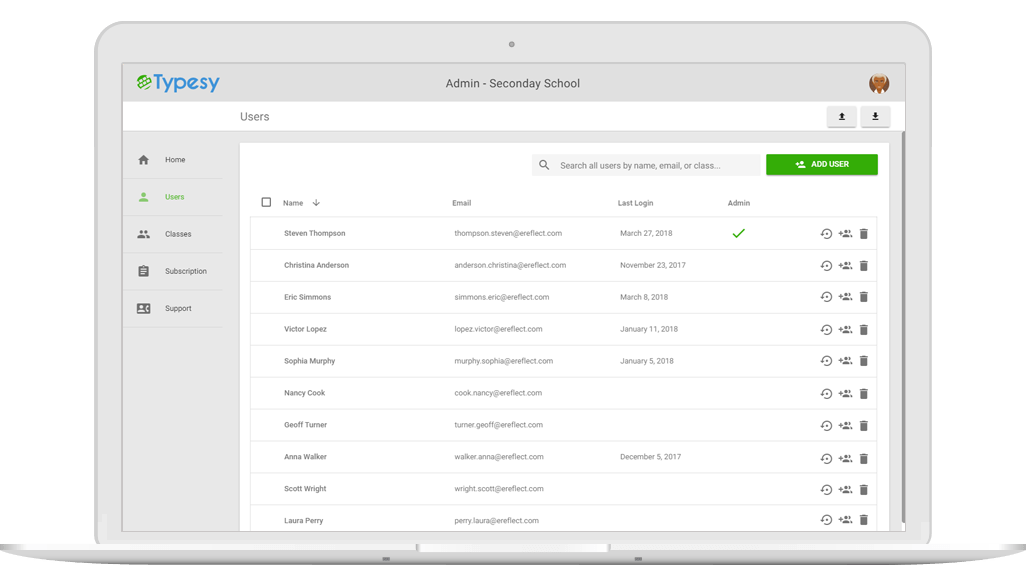 Typesy
Admin - Seconday School
Users
Home
Users
Classes
Subscription
Support
Search all users by name, email, or class...
ADD USER
Name Email Last Login Admin
Steven Thompson thompson.steven@ereflect.com March 27, 2018
Christina Anderson anderson.christina@ereflect.com November 23, 2017
Eric Simmons simmons.eric@ereflect.com March 8, 2018
Victor Lopez lopez.victor@ereflect.com January 11, 2018
Sophia Murphy murphy.sophia@ereflect.com January 5, 2018
Nancy Cook cook.nancy@ereflect.com
Geoff Turner turner.geoff@ereflect.com
Anna Walker walker.anna@ereflect.com December 5, 2017
Scott Wright wright.scott@ereflect.com
Laura Perry perry.laura@ereflect.com